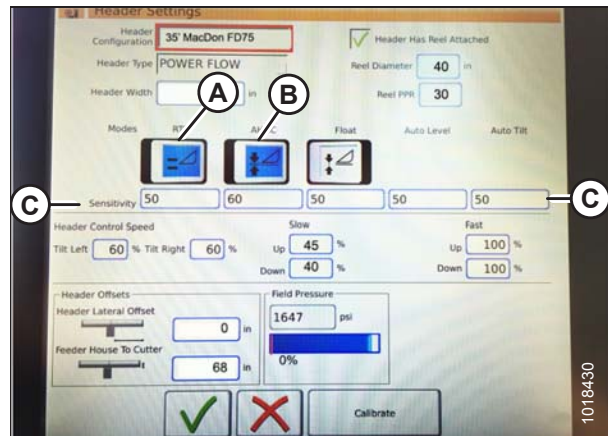 Header Settings
Header Configuration
35' MacDon FD75
Header Has Reel Attached
Header Type
POWER FLOW
Reel Diameter
40
in
Header Width
in
Reel PPR
30
A
B
Modes
Float
Auto Level
Auto Tilt
C
Sensitivity
50
60
50
50
50
C
Header Control Speed
Slow
Fast
Tilt Left
60
%
Tilt Right
60
%
Up
45
%
Up
100
%
Down
40
%
Down
100
%
Header Offsets
Header Lateral Offset
0
in
Feeder House To Cutter
68
in
Field Pressure
1647
psi
0%
Calibrate
1018430